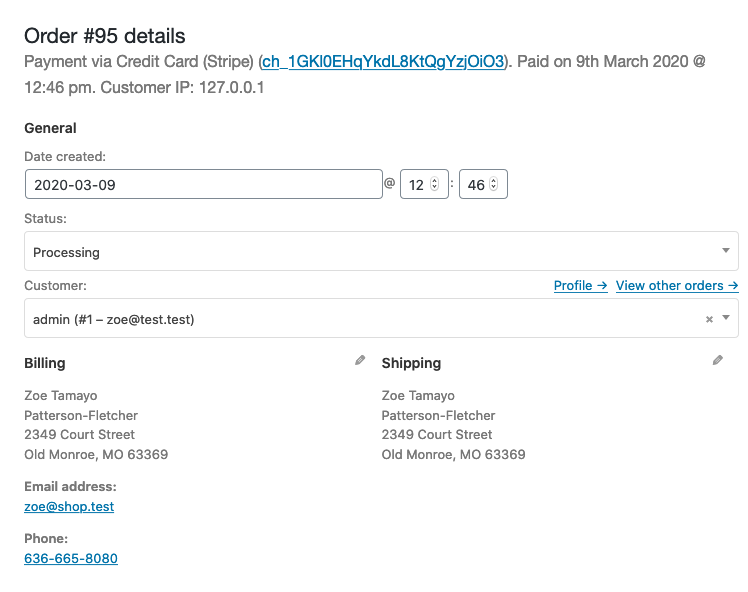 Order #95 details
Payment via Credit Card (Stripe) (ch_1GKl0EHqYkdL8KtQgYzjOiO3). Paid on 9th March 2020 @
12:46 pm. Customer IP: 127.0.0.1
General
Date created:
2020-03-09 @ 12 : 46
Status:
Processing
Customer: Profile → View other orders →
admin (#1 – zoe@test.test) ×
Billing Shipping
Zoe Tamayo Zoe Tamayo
Patterson-Fletcher Patterson-Fletcher
2349 Court Street 2349 Court Street
Old Monroe, MO 63369 Old Monroe, MO 63369
Email address:
zoe@shop.test
Phone:
636-665-8080